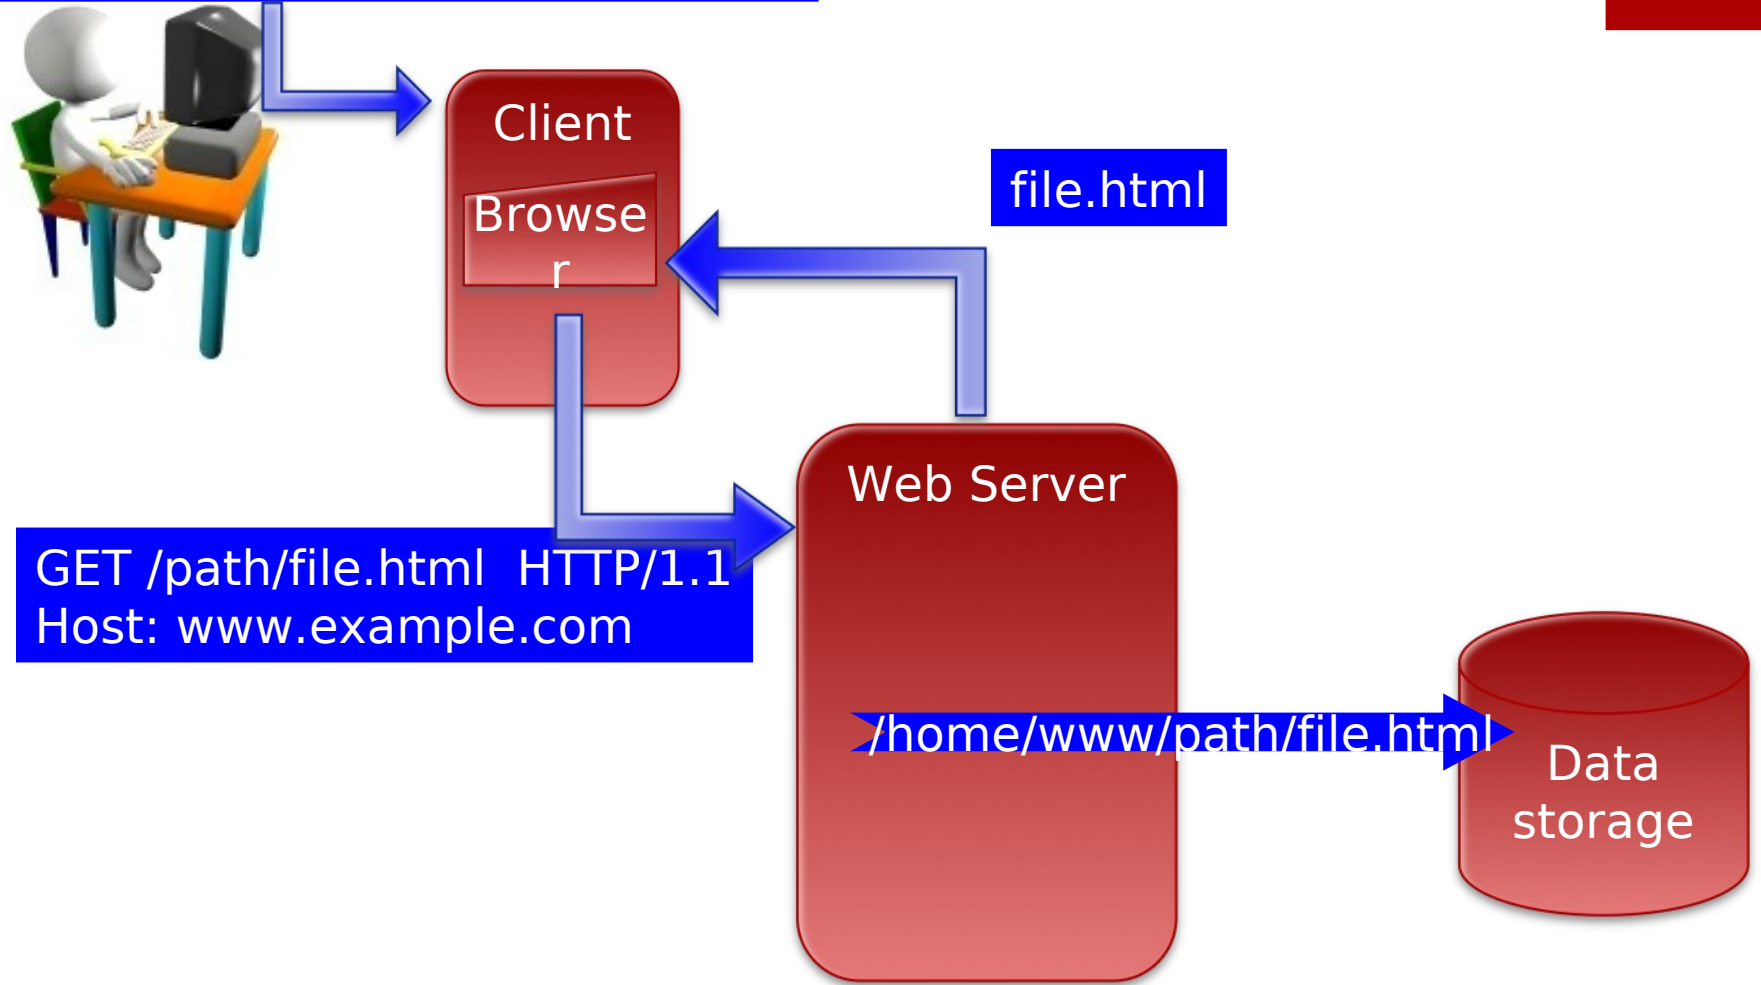 Client
Browse
r
file.html
Web Server
GET /path/file.html  HTTP/1.1
Host: www.example.com
/home/www/path/file.html
Data
storage